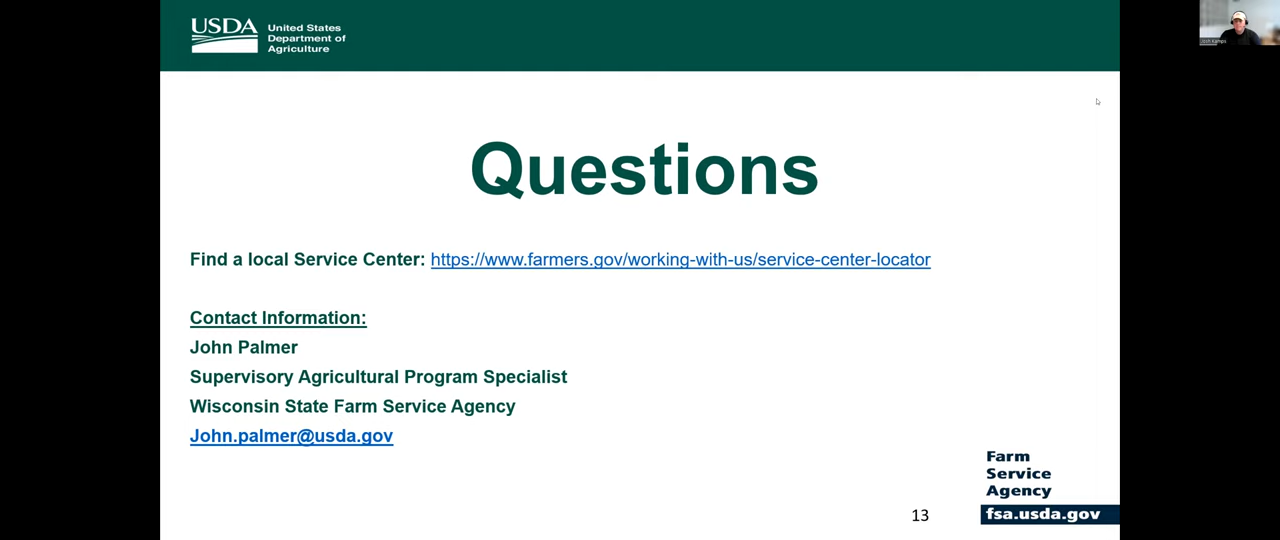 USDA
United States
Department of
Agriculture
Questions
Find a local Service Center: https://www.farmers.gov/working-with-us/service-center-locator
Contact Information:
John Palmer
Supervisory Agricultural Program Specialist
Wisconsin State Farm Service Agency
John.palmer@usda.gov
Farm
Service
Agency
fsa.usda.gov
13